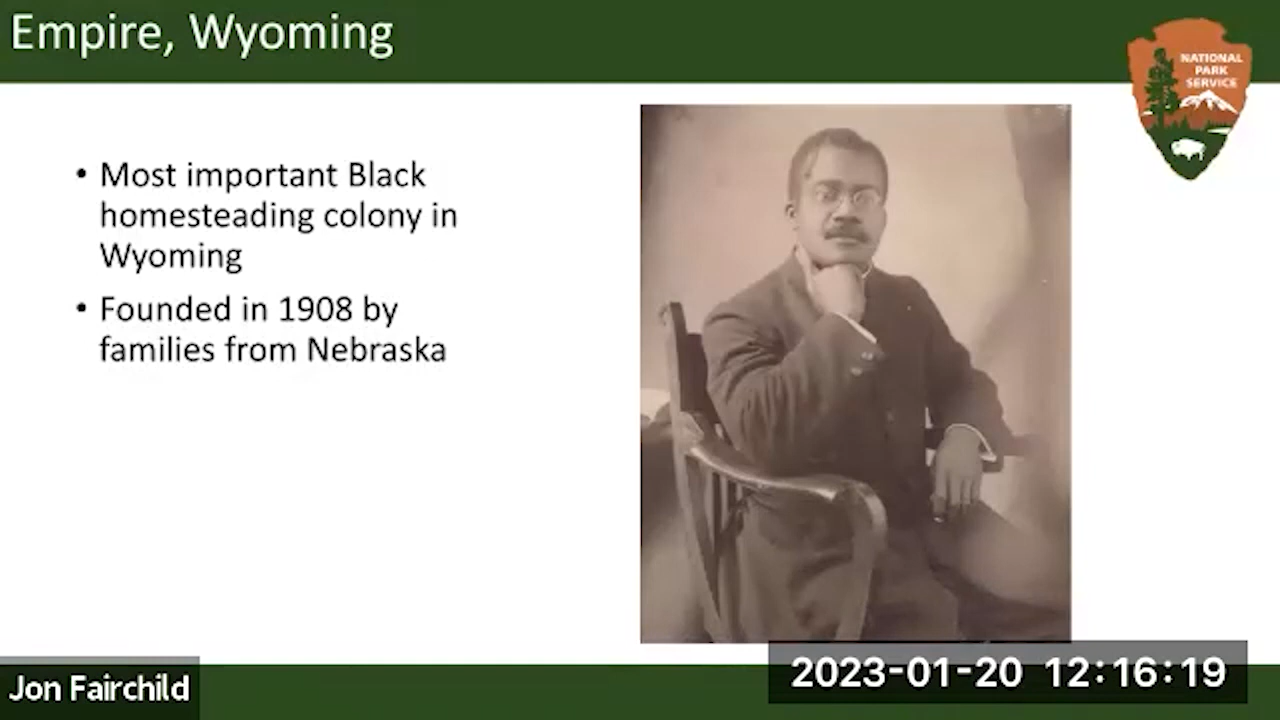 Empire, Wyoming
NATIONAL
PARK
SERVICE
• Most important Black
homesteading colony in
Wyoming
• Founded in 1908 by
families from Nebraska
Jon Fairchild
2023-01-20 12:16:19